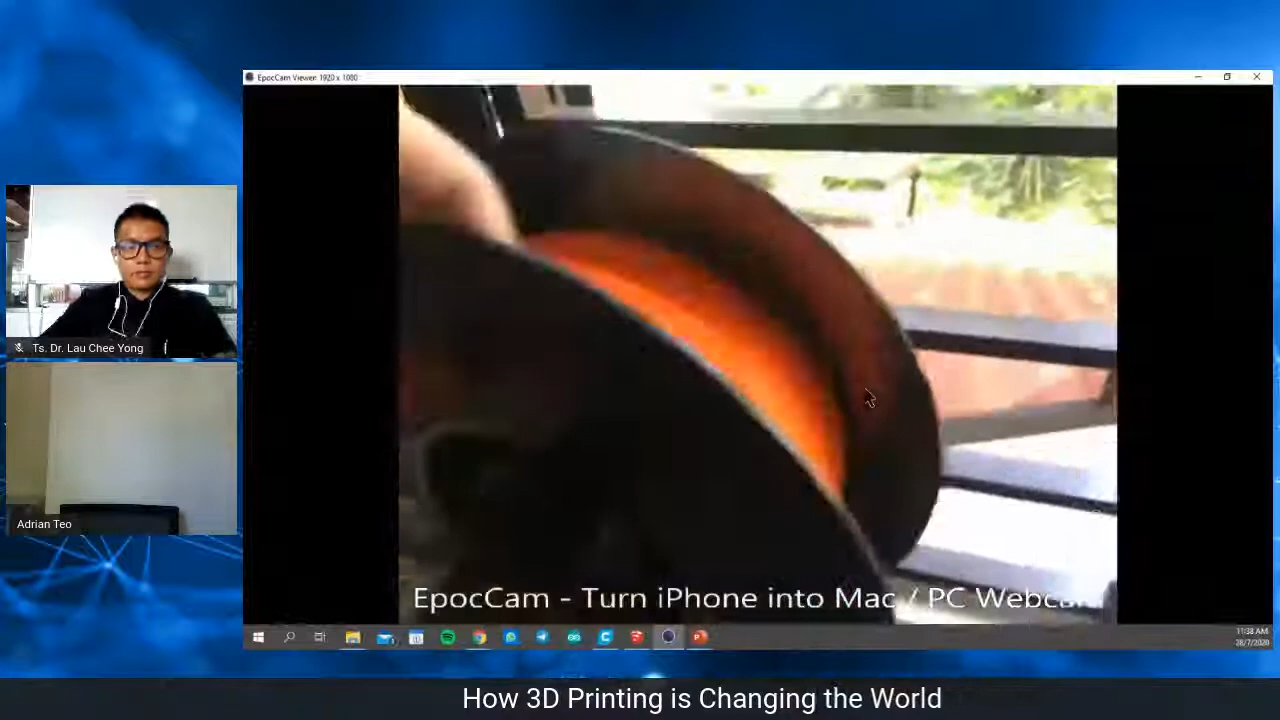 EpocCam Viewer 1920 x 1080
Ts. Dr. Lau Chee Yong
Adrian Teo
EpocCam - Turn iPhone into Mac / PC Webcam
11:38 AM
28/7/2020
How 3D Printing is Changing the World